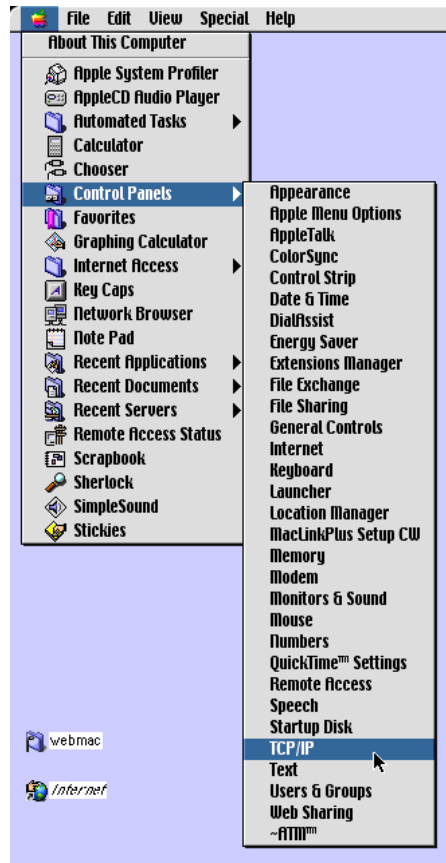 File Edit View Special Help
About This Computer
Apple System Profiler
AppleCD Audio Player
Automated Tasks
Calculator
Chooser
Control Panels
Favorites
Graphing Calculator
Internet Access
Key Caps
Network Browser
Note Pad
Recent Applications
Recent Documents
Recent Servers
Remote Access Status
Scrapbook
Sherlock
SimpleSound
Stickies
Appearance
Apple Menu Options
AppleTalk
ColorSync
Control Strip
Date & Time
DialAssist
Energy Saver
Extensions Manager
File Exchange
File Sharing
General Controls
Internet
Keyboard
Launcher
Location Manager
MacLinkPlus Setup CW
Memory
Modem
Monitors & Sound
Mouse
Numbers
QuickTime™ Settings
Remote Access
Speech
Startup Disk
TCP/IP
Text
Users & Groups
Web Sharing
~ATM™
webmac
Internet